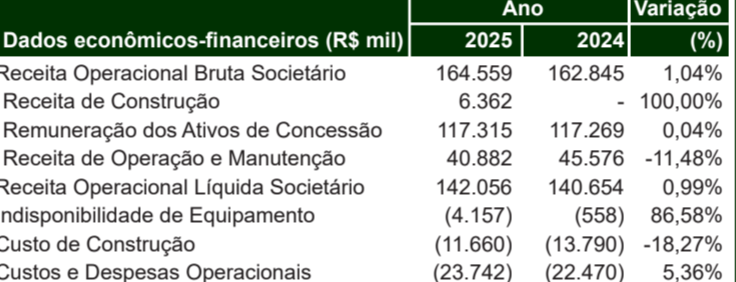 Ano Variação
Dados econômicos-financeiros (R$ mil) 2025 2024 (%)
Receita Operacional Bruta Societário 164.559 162.845 1,04%
Receita de Construção 6.362 - 100,00%
Remuneração dos Ativos de Concessão 117.315 117.269 0,04%
Receita de Operação e Manutenção 40.882 45.576 -11,48%
Receita Operacional Líquida Societário 142.056 140.654 0,99%
Indisponibilidade de Equipamento (4.157) (558) 86,58%
Custo de Construção (11.660) (13.790) -18,27%
Custos e Despesas Operacionais (23.742) (22.470) 5,36%